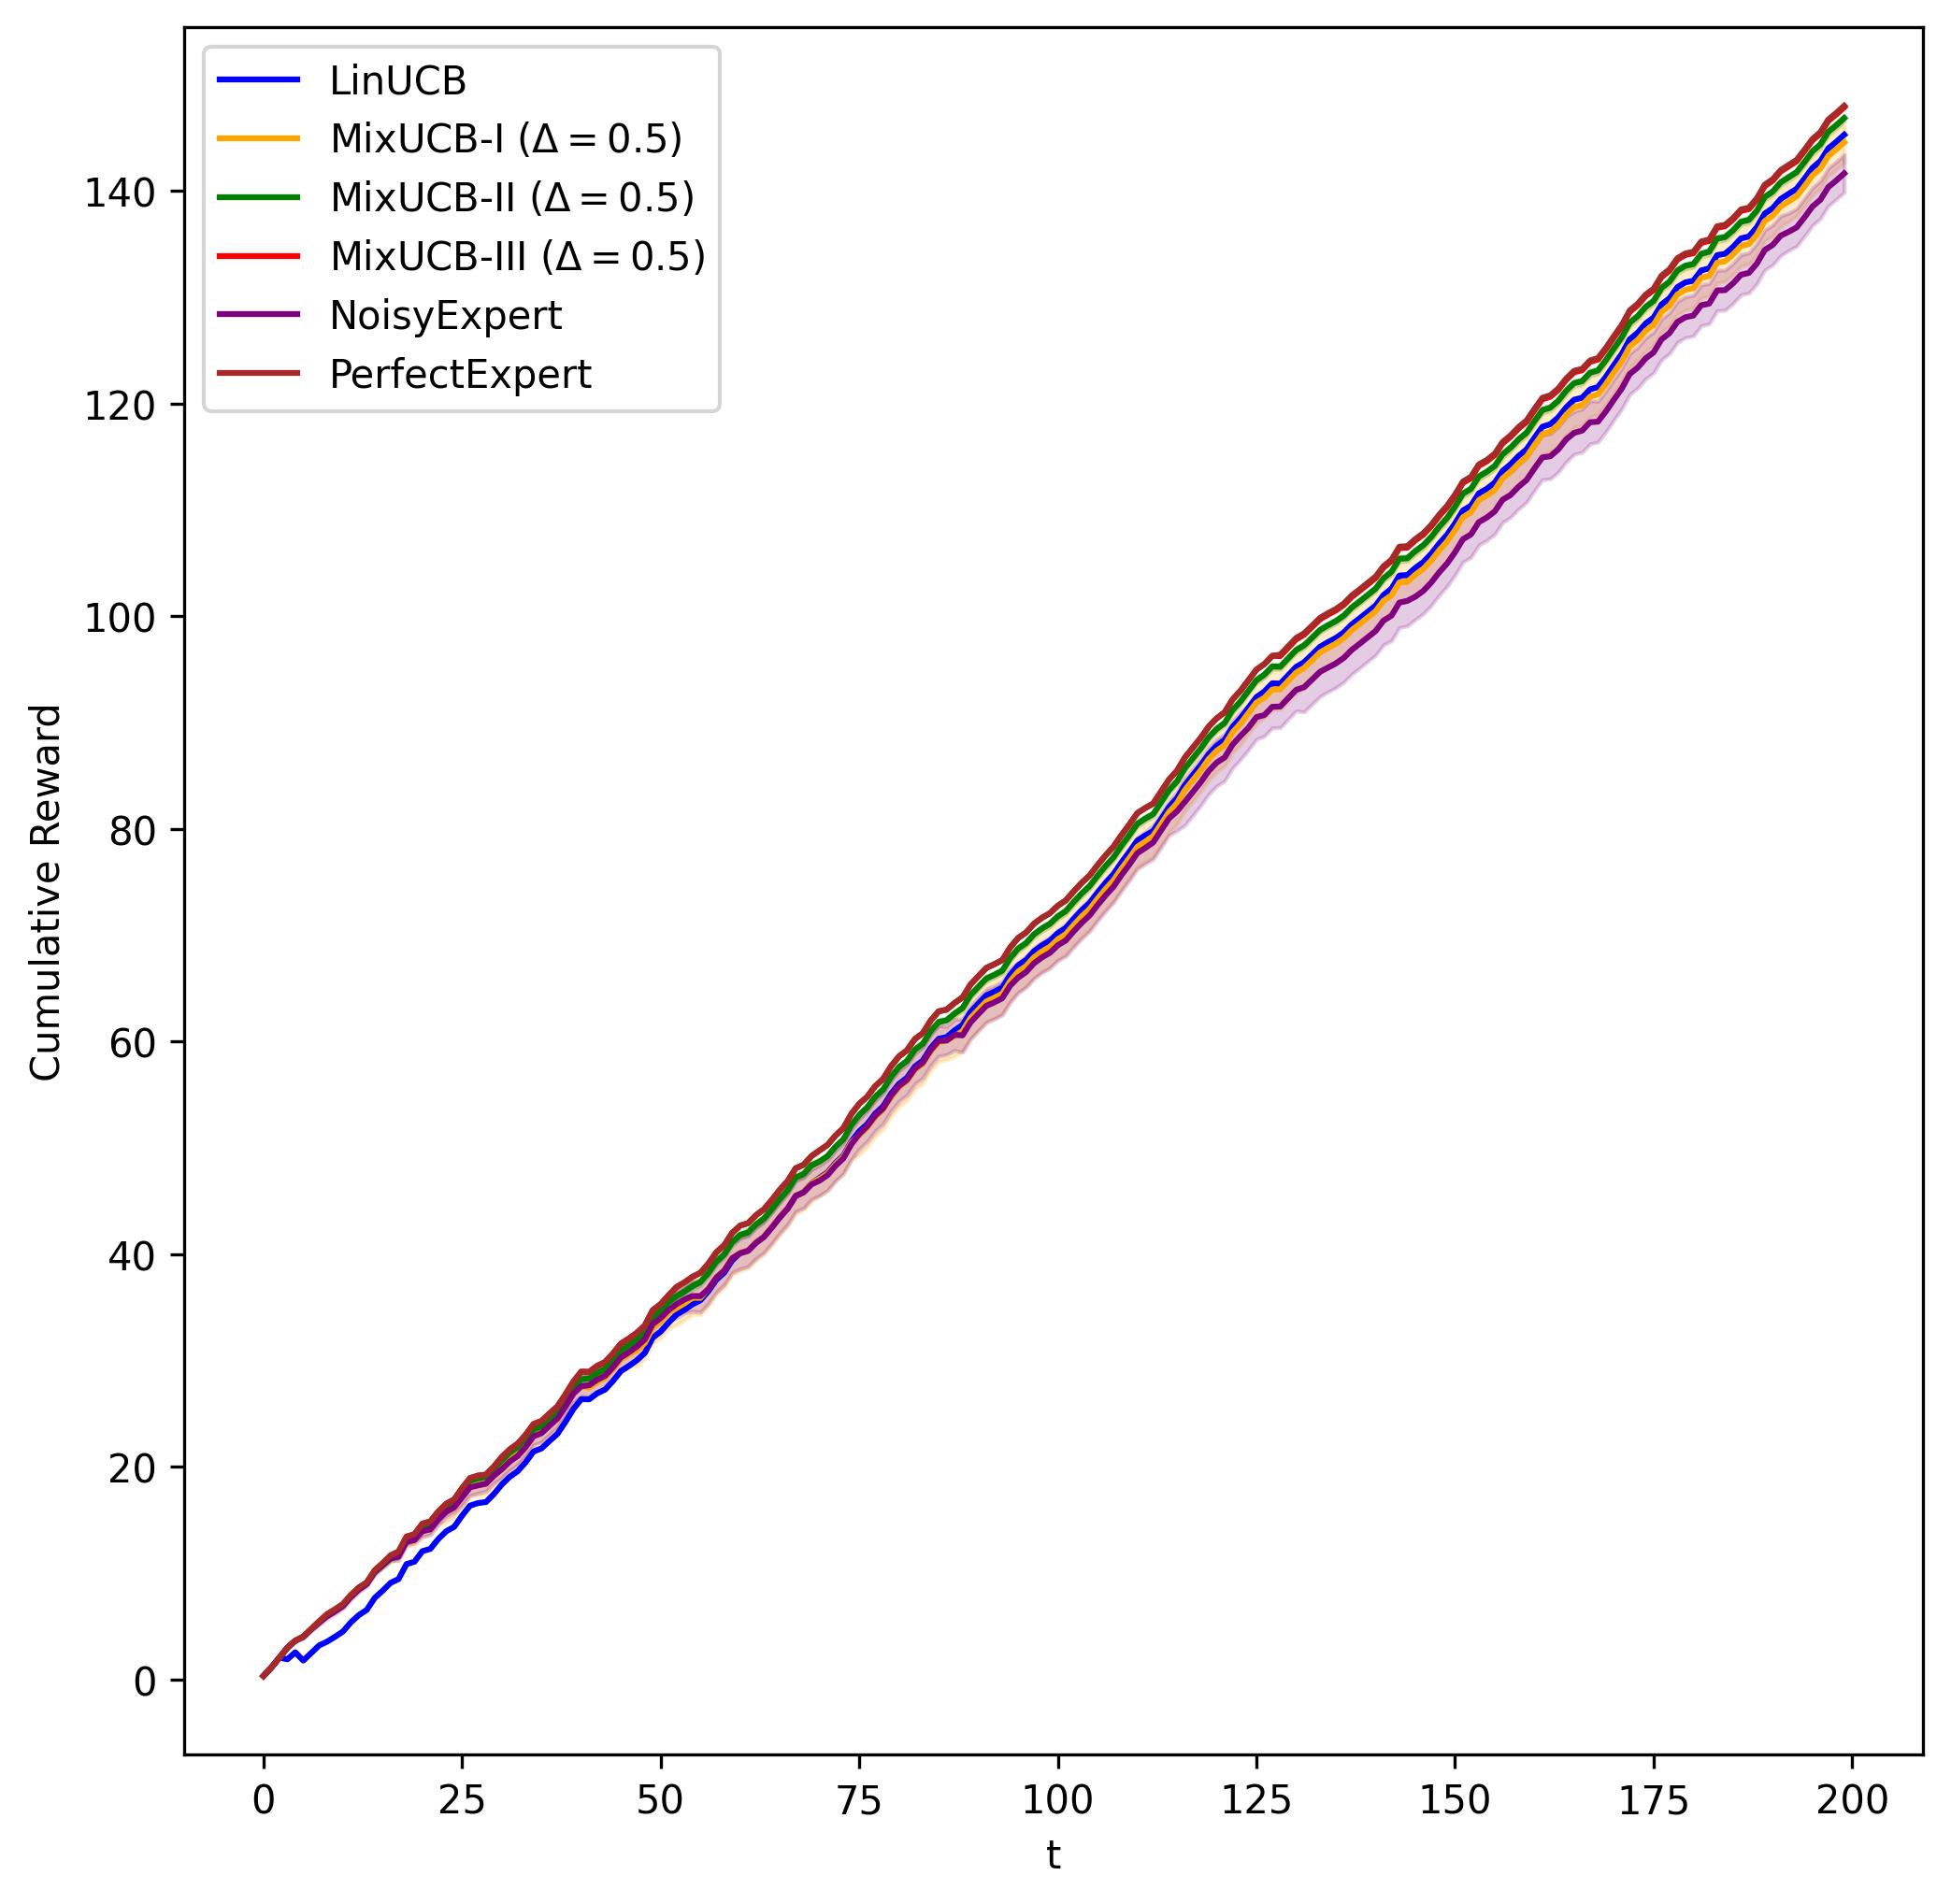 LinUCB
MixUCB-I (Δ = 0.5)
MixUCB-II (Δ = 0.5)
MixUCB-III (Δ = 0.5)
NoisyExpert
PerfectExpert
Cumulative Reward
140
120
100
80
60
40
20
0
0 25 50 75 100 125 150 175 200
t